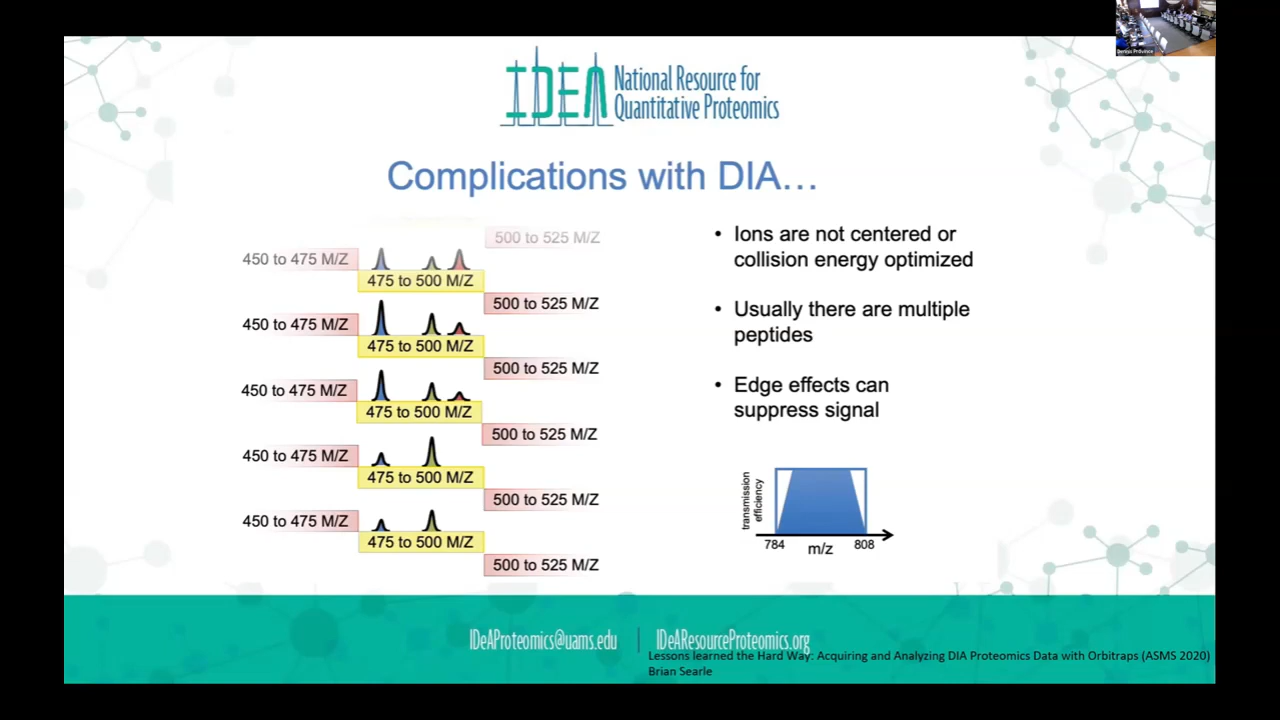 Dennis Province
IDEA
National Resource for
Quantitative Proteomics
Complications with DIA…
500 to 525 M/Z
450 to 475 M/Z
475 to 500 M/Z
500 to 525 M/Z
450 to 475 M/Z
475 to 500 M/Z
500 to 525 M/Z
450 to 475 M/Z
475 to 500 M/Z
500 to 525 M/Z
450 to 475 M/Z
475 to 500 M/Z
500 to 525 M/Z
450 to 475 M/Z
475 to 500 M/Z
500 to 525 M/Z
• Ions are not centered or
collision energy optimized
• Usually there are multiple
peptides
• Edge effects can
suppress signal
transmission
efficiency
784
808
m/z
IDeAProteomics@uams.edu | IDeAResourceProteomics.org
Lessons learned the Hard Way: Acquiring and Analyzing DIA Proteomics Data with Orbitraps (ASMS 2020)
Brian Searle